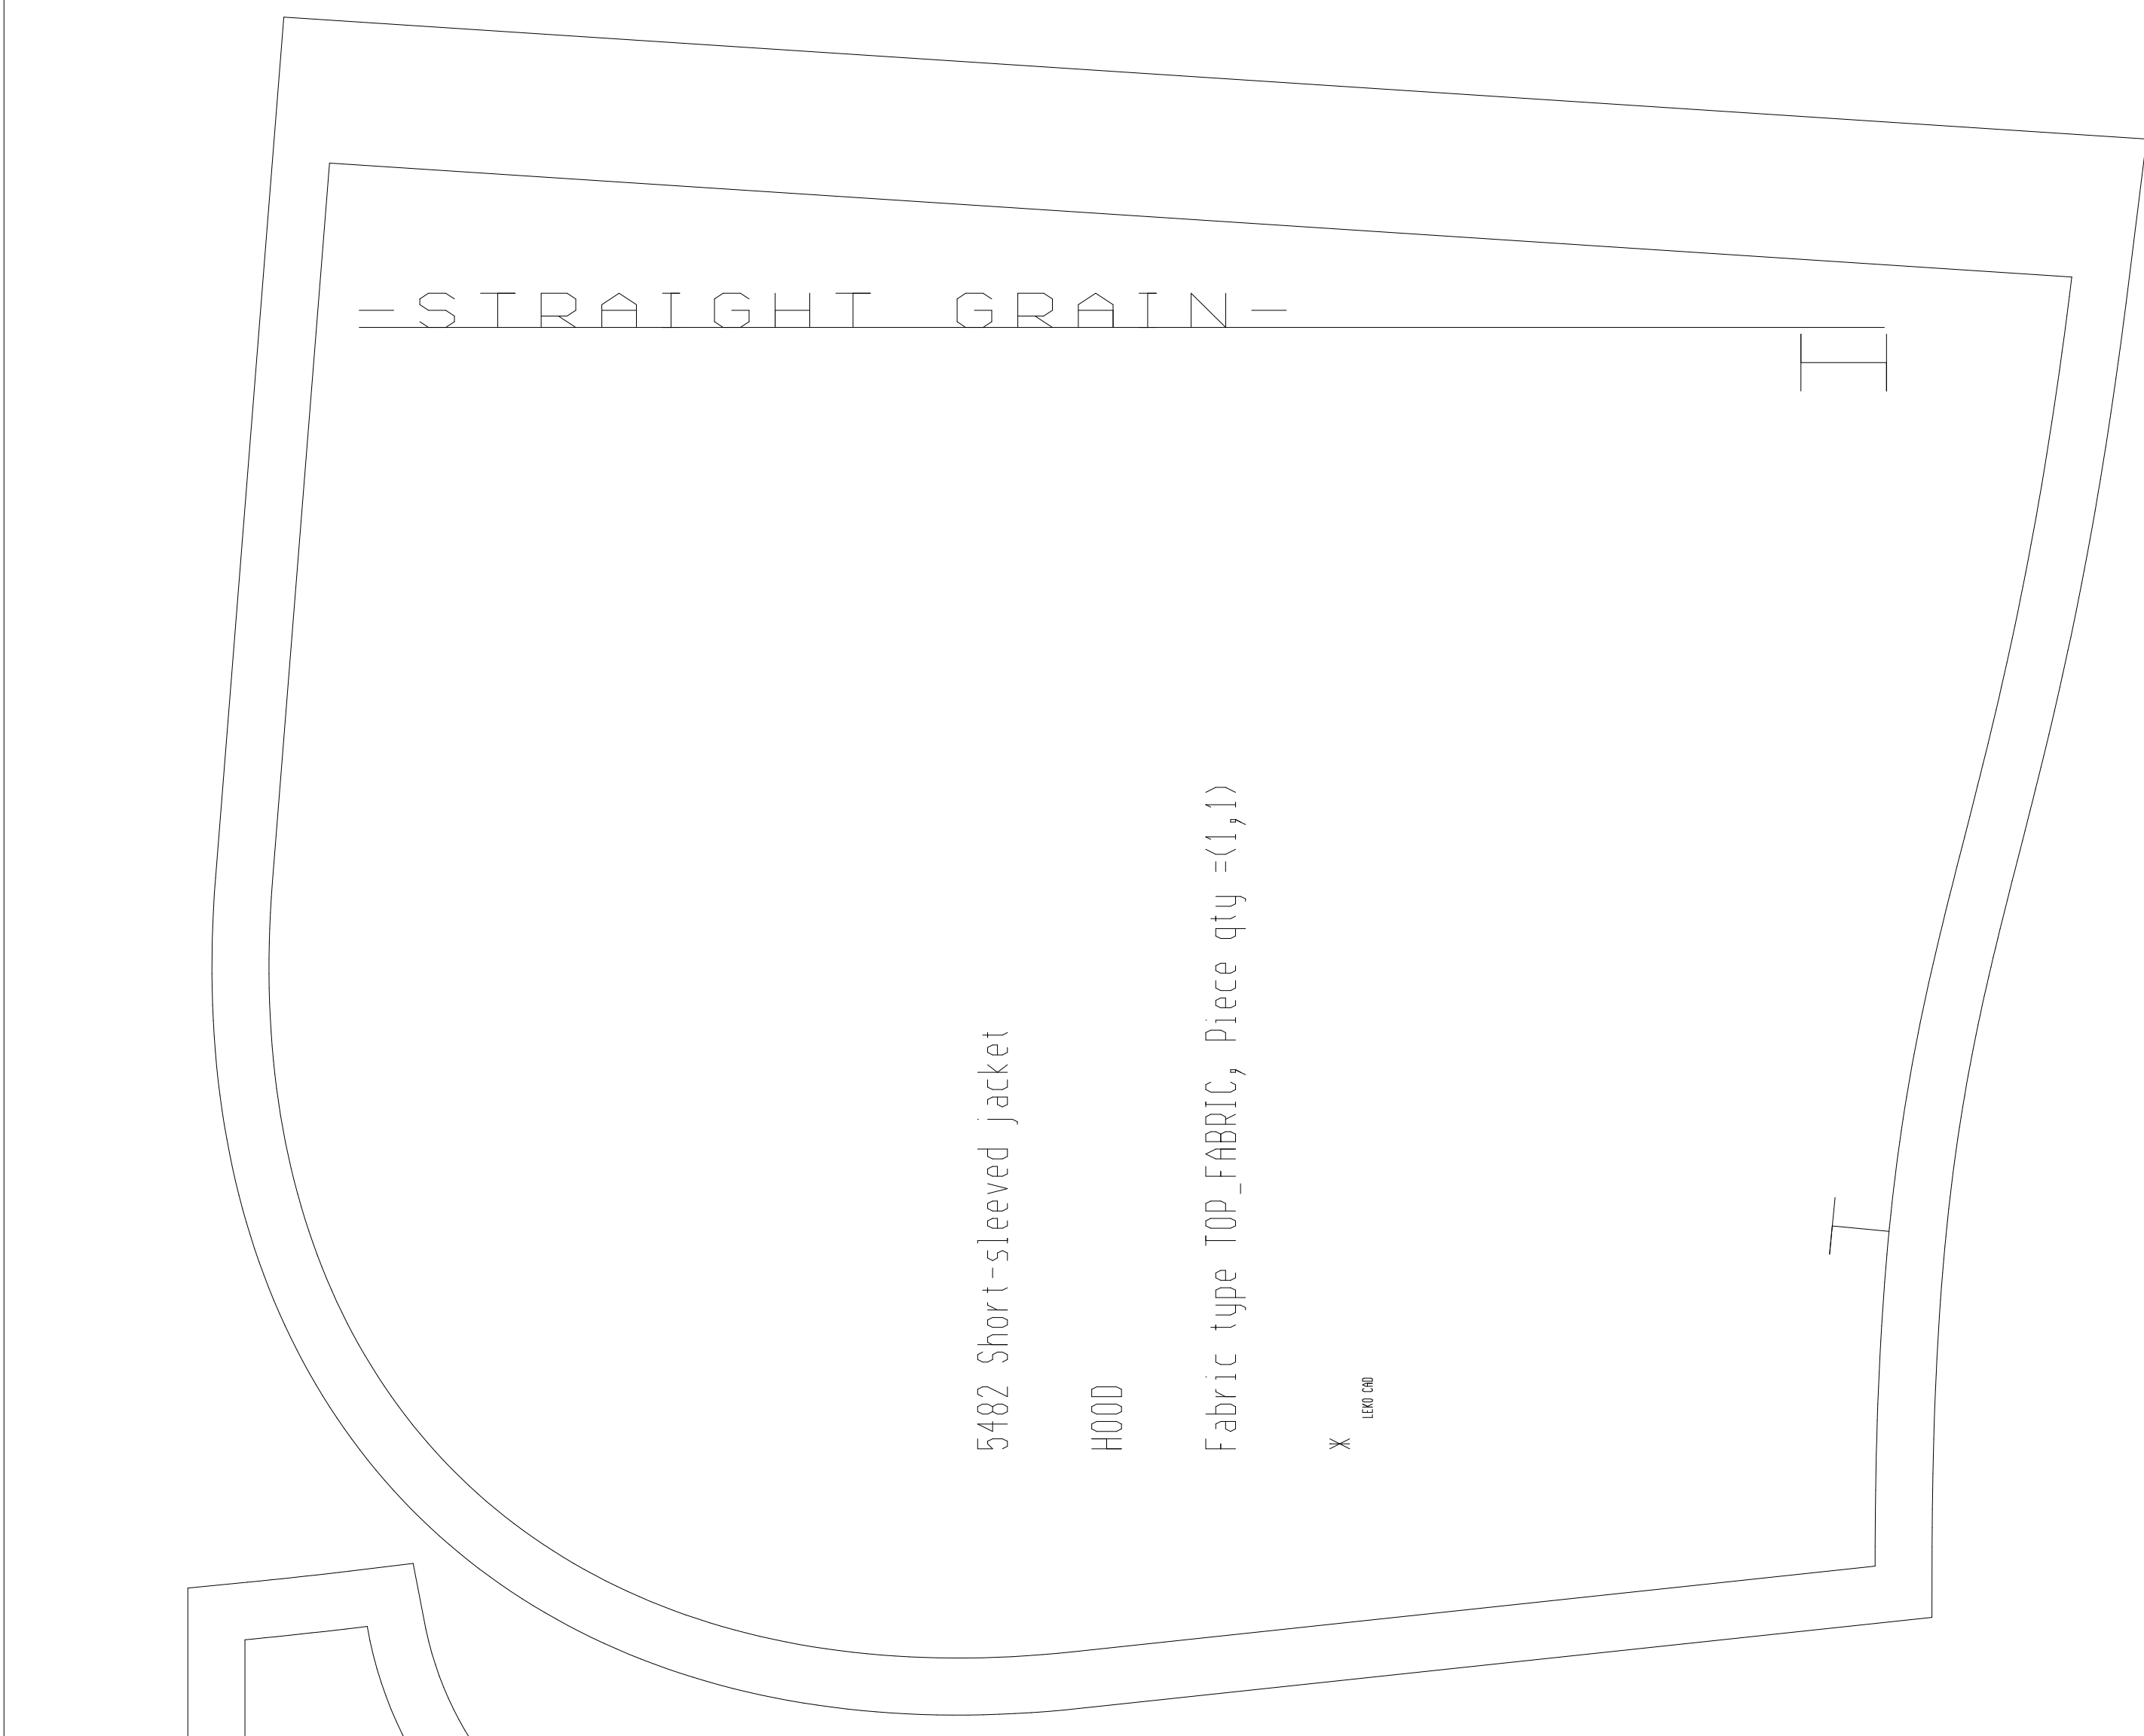 -STRAIGHT GRAIN-
5482 Short-sleeved jacket
HOOD
Fabric type TOP_FABRIC, Piece qty =(1,1)
X
LEKO CAD